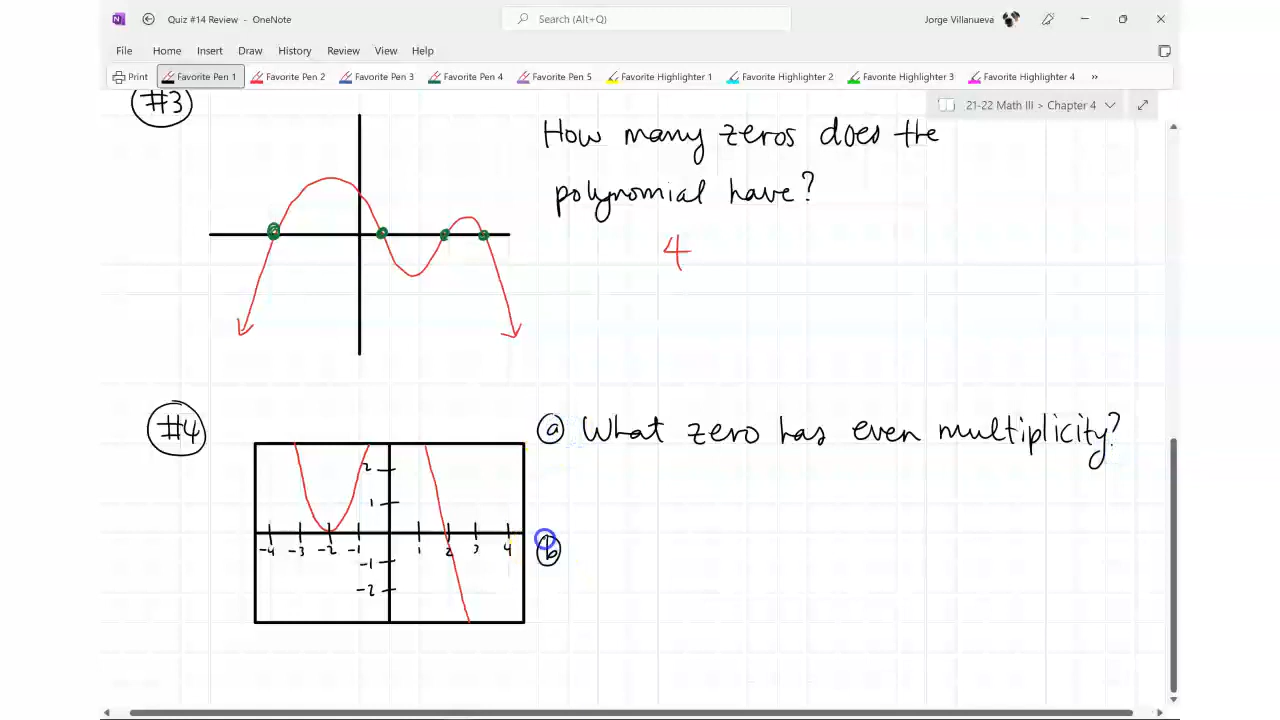 Quiz #14 Review - OneNote
Search (Alt+Q)
Jorge Villanueva
File Home Insert Draw History Review View Help
Print Favorite Pen 1 Favorite Pen 2 Favorite Pen 3 Favorite Pen 4 Favorite Pen 5 Favorite Highlighter 1 Favorite Highlighter 2 Favorite Highlighter 3 Favorite Highlighter 4 »
21-22 Math III > Chapter 4
#3
How many zeros does the
polynomial have?
4
#4
a What zero has even multiplicity?
2
1
-4 -3 -2 -1 1 2 3 4
-1
-2
b